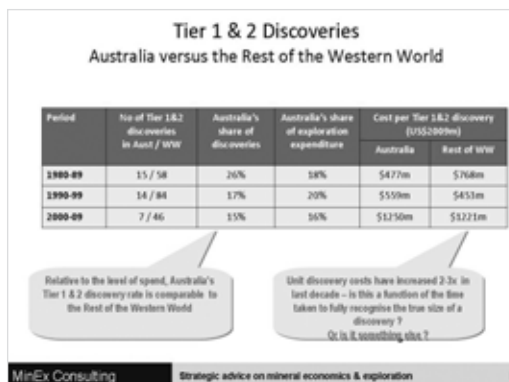 Tier 1 & 2 Discoveries
Australia versus the Rest of the Western World
Period No of Tier 1&2 discoveries in Aust / WW Australia's share of discoveries Australia's share of exploration expenditure Cost per Tier 1&2 discovery (US$2009m)
Australia Rest of WW
1980-89 15 / 58 26% 18% $477m $768m
1990-99 14 / 84 17% 20% $559m $453m
2000-09 7 / 46 15% 16% $1250m $1221m
Relative to the level of spend, Australia's
Tier 1 & 2 discovery rate is comparable to
the Rest of the Western World
Unit discovery costs have increased 2-3x in
last decade – is this a function of the time
taken to fully recognise the true size of a
discovery ?
Or is it something else ?
MinEx Consulting Strategic advice on mineral economics & exploration